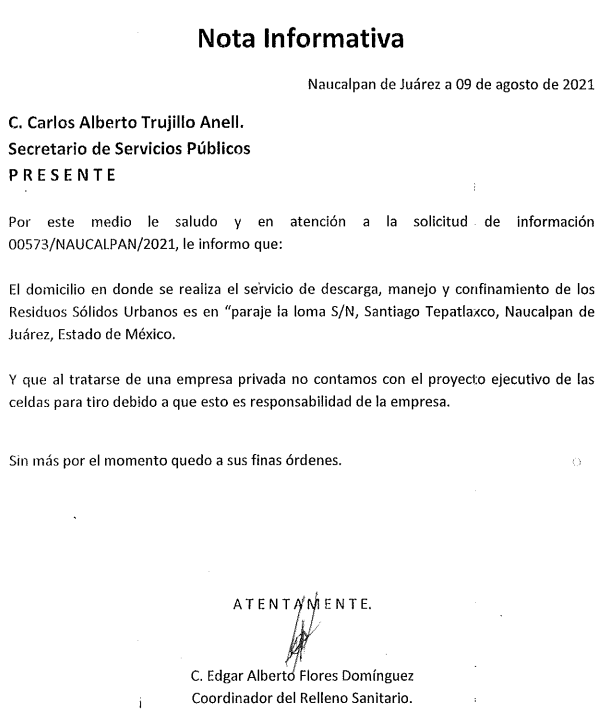 Nota Informativa
Naucalpan de Juárez a 09 de agosto de 2021
C. Carlos Alberto Trujillo Anell.
Secretario de Servicios Públicos
P R E S E N T E
Por este medio le saludo y en atención a la solicitud de información
00573/NAUCALPAN/2021, le informo que:
El domicilio en donde se realiza el servicio de descarga, manejo y confinamiento de los
Residuos Sólidos Urbanos es en “paraje la loma S/N, Santiago Tepatlaxco, Naucalpan de
Juárez, Estado de México.
Y que al tratarse de una empresa privada no contamos con el proyecto ejecutivo de las
celdas para tiro debido a que esto es responsabilidad de la empresa.
Sin más por el momento quedo a sus finas órdenes.
A T E N T A M E N T E.
C. Edgar Alberto Flores Domínguez
Coordinador del Relleno Sanitario.